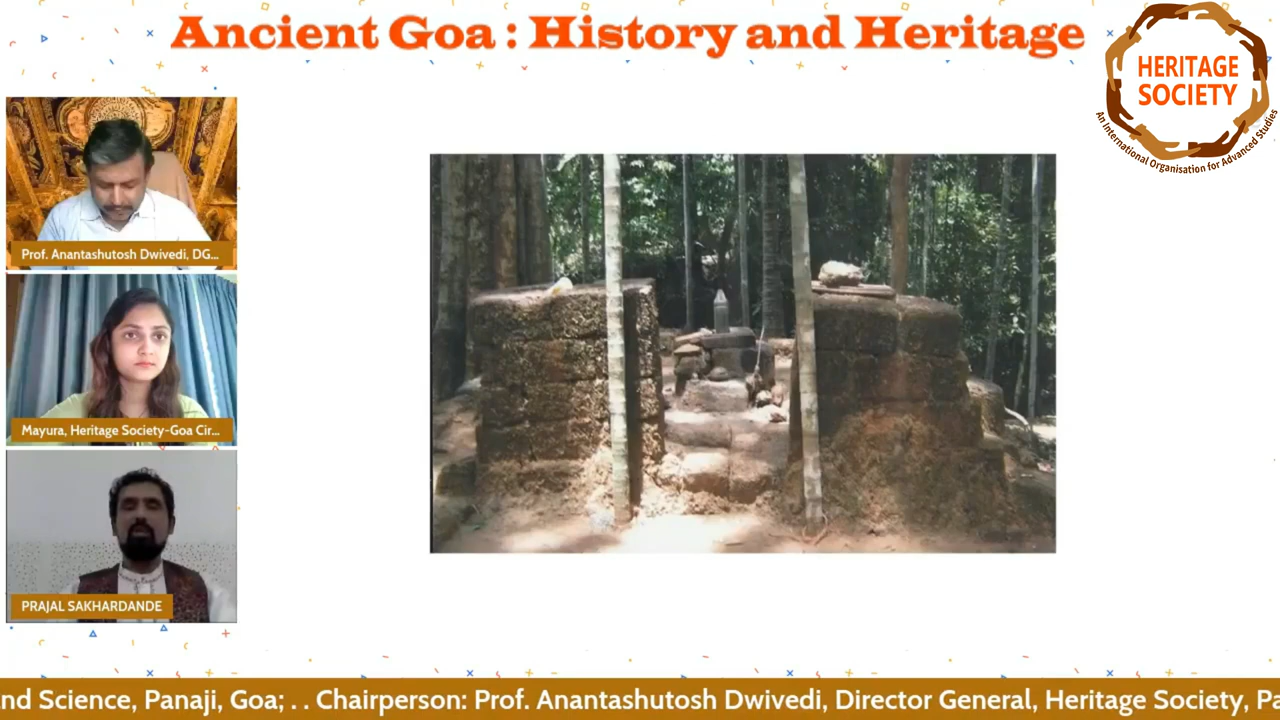 Ancient Goa : History and Heritage
HERITAGE
SOCIETY
An International Organisation for Advanced Studies
Prof. Anantashutosh Dwivedi, DG...
Mayura, Heritage Society-Goa Cir...
PRAJAL SAKHARDANDE
nd Science, Panaji, Goa; . . Chairperson: Prof. Anantashutosh Dwivedi, Director General, Heritage Society, Pa